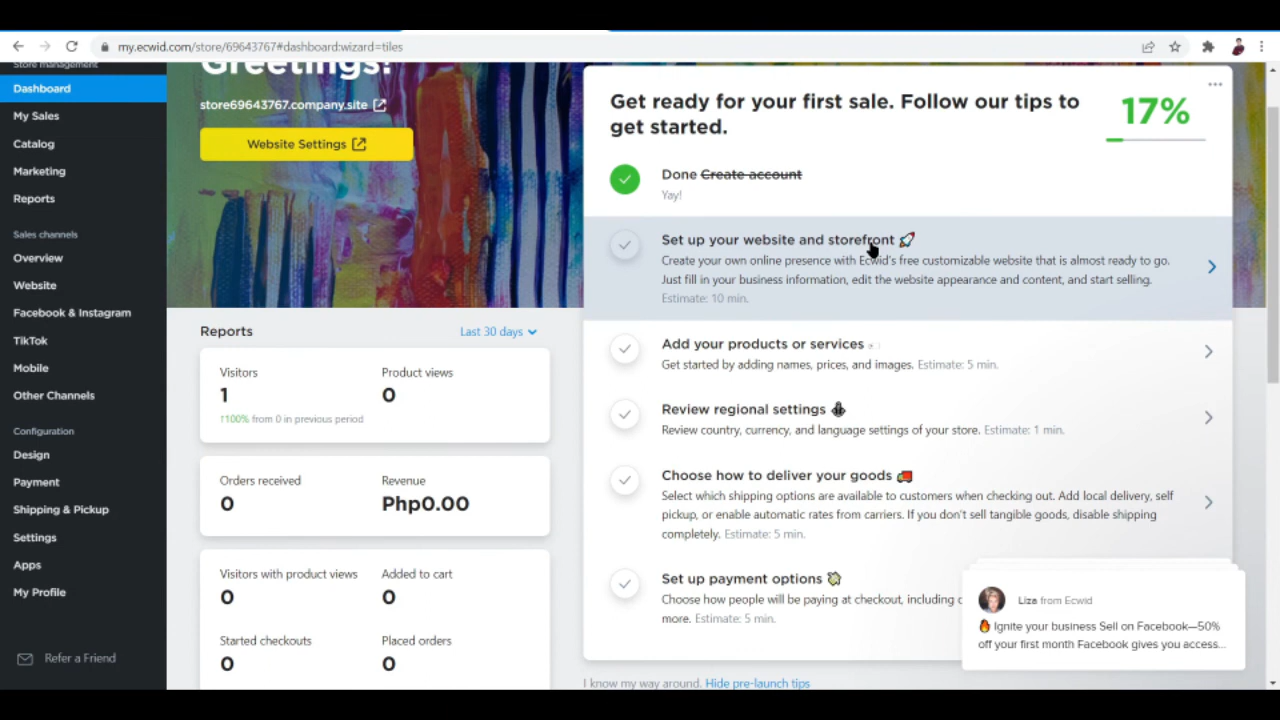 my.ecwid.com/store/69643767#dashboard:wizard=tiles
Store management
Dashboard
My Sales
Catalog
Marketing
Reports
Sales channels
Overview
Website
Facebook & Instagram
TikTok
Mobile
Other Channels
Configuration
Design
Payment
Shipping & Pickup
Settings
Apps
My Profile
Refer a Friend
Greetings!
store69643767.company.site
Website Settings
Reports
Last 30 days
Visitors
Product views
1
0
↑100% from 0 in previous period
Orders received
Revenue
0
Php0.00
Visitors with product views
Added to cart
0
0
Started checkouts
Placed orders
0
0
Get ready for your first sale. Follow our tips to
get started.
17%
Done Create account
Yay!
Set up your website and storefront
Create your own online presence with Ecwid's free customizable website that is almost ready to go.
Just fill in your business information, edit the website appearance and content, and start selling.
Estimate: 10 min.
Add your products or services
Get started by adding names, prices, and images. Estimate: 5 min.
Review regional settings
Review country, currency, and language settings of your store. Estimate: 1 min.
Choose how to deliver your goods
Select which shipping options are available to customers when checking out. Add local delivery, self
pickup, or enable automatic rates from carriers. If you don't sell tangible goods, disable shipping
completely. Estimate: 5 min.
Set up payment options
Choose how people will be paying at checkout, including
more. Estimate: 5 min.
Liza from Ecwid
🔥 Ignite your business Sell on Facebook—50%
off your first month Facebook gives you access...
I know my way around. Hide pre-launch tips